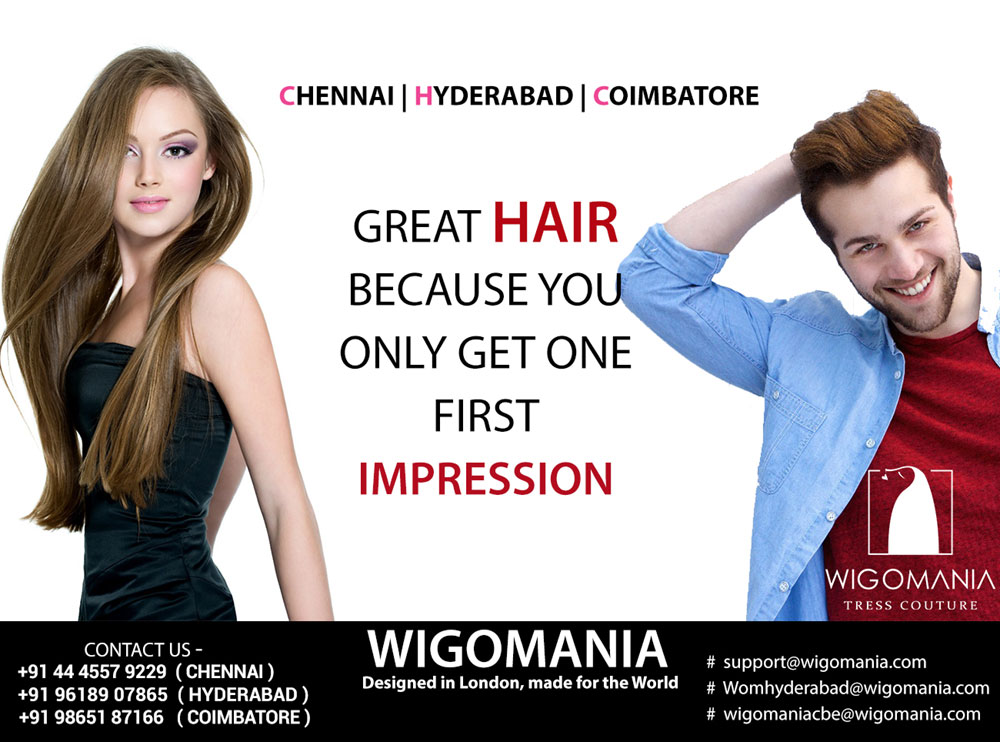 CHENNAI | HYDERABAD | COIMBATORE
GREAT HAIR
BECAUSE YOU
ONLY GET ONE
FIRST
IMPRESSION
WIGOMANIA
TRESS COUTURE
CONTACT US -
+91 44 4557 9229 ( CHENNAI )
+91 96189 07865 ( HYDERABAD )
+91 98651 87166 ( COIMBATORE )
WIGOMANIA
Designed in London, made for the World
# support@wigomania.com
# Womhyderabad@wigomania.com
# wigomaniacbe@wigomania.com